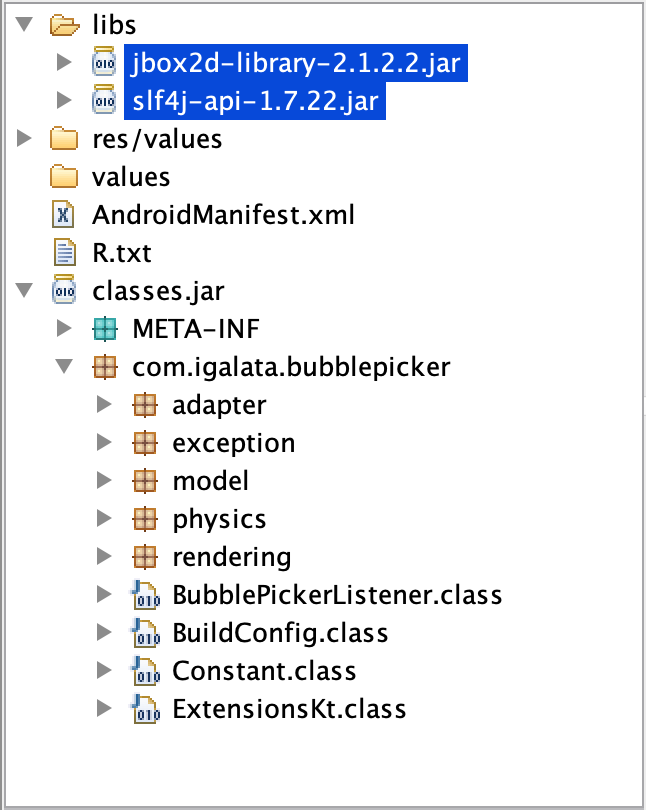 libs
jbox2d-library-2.1.2.2.jar
slf4j-api-1.7.22.jar
res/values
values
AndroidManifest.xml
R.txt
classes.jar
META-INF
com.igalata.bubblepicker
adapter
exception
model
physics
rendering
BubblePickerListener.class
BuildConfig.class
Constant.class
ExtensionsKt.class